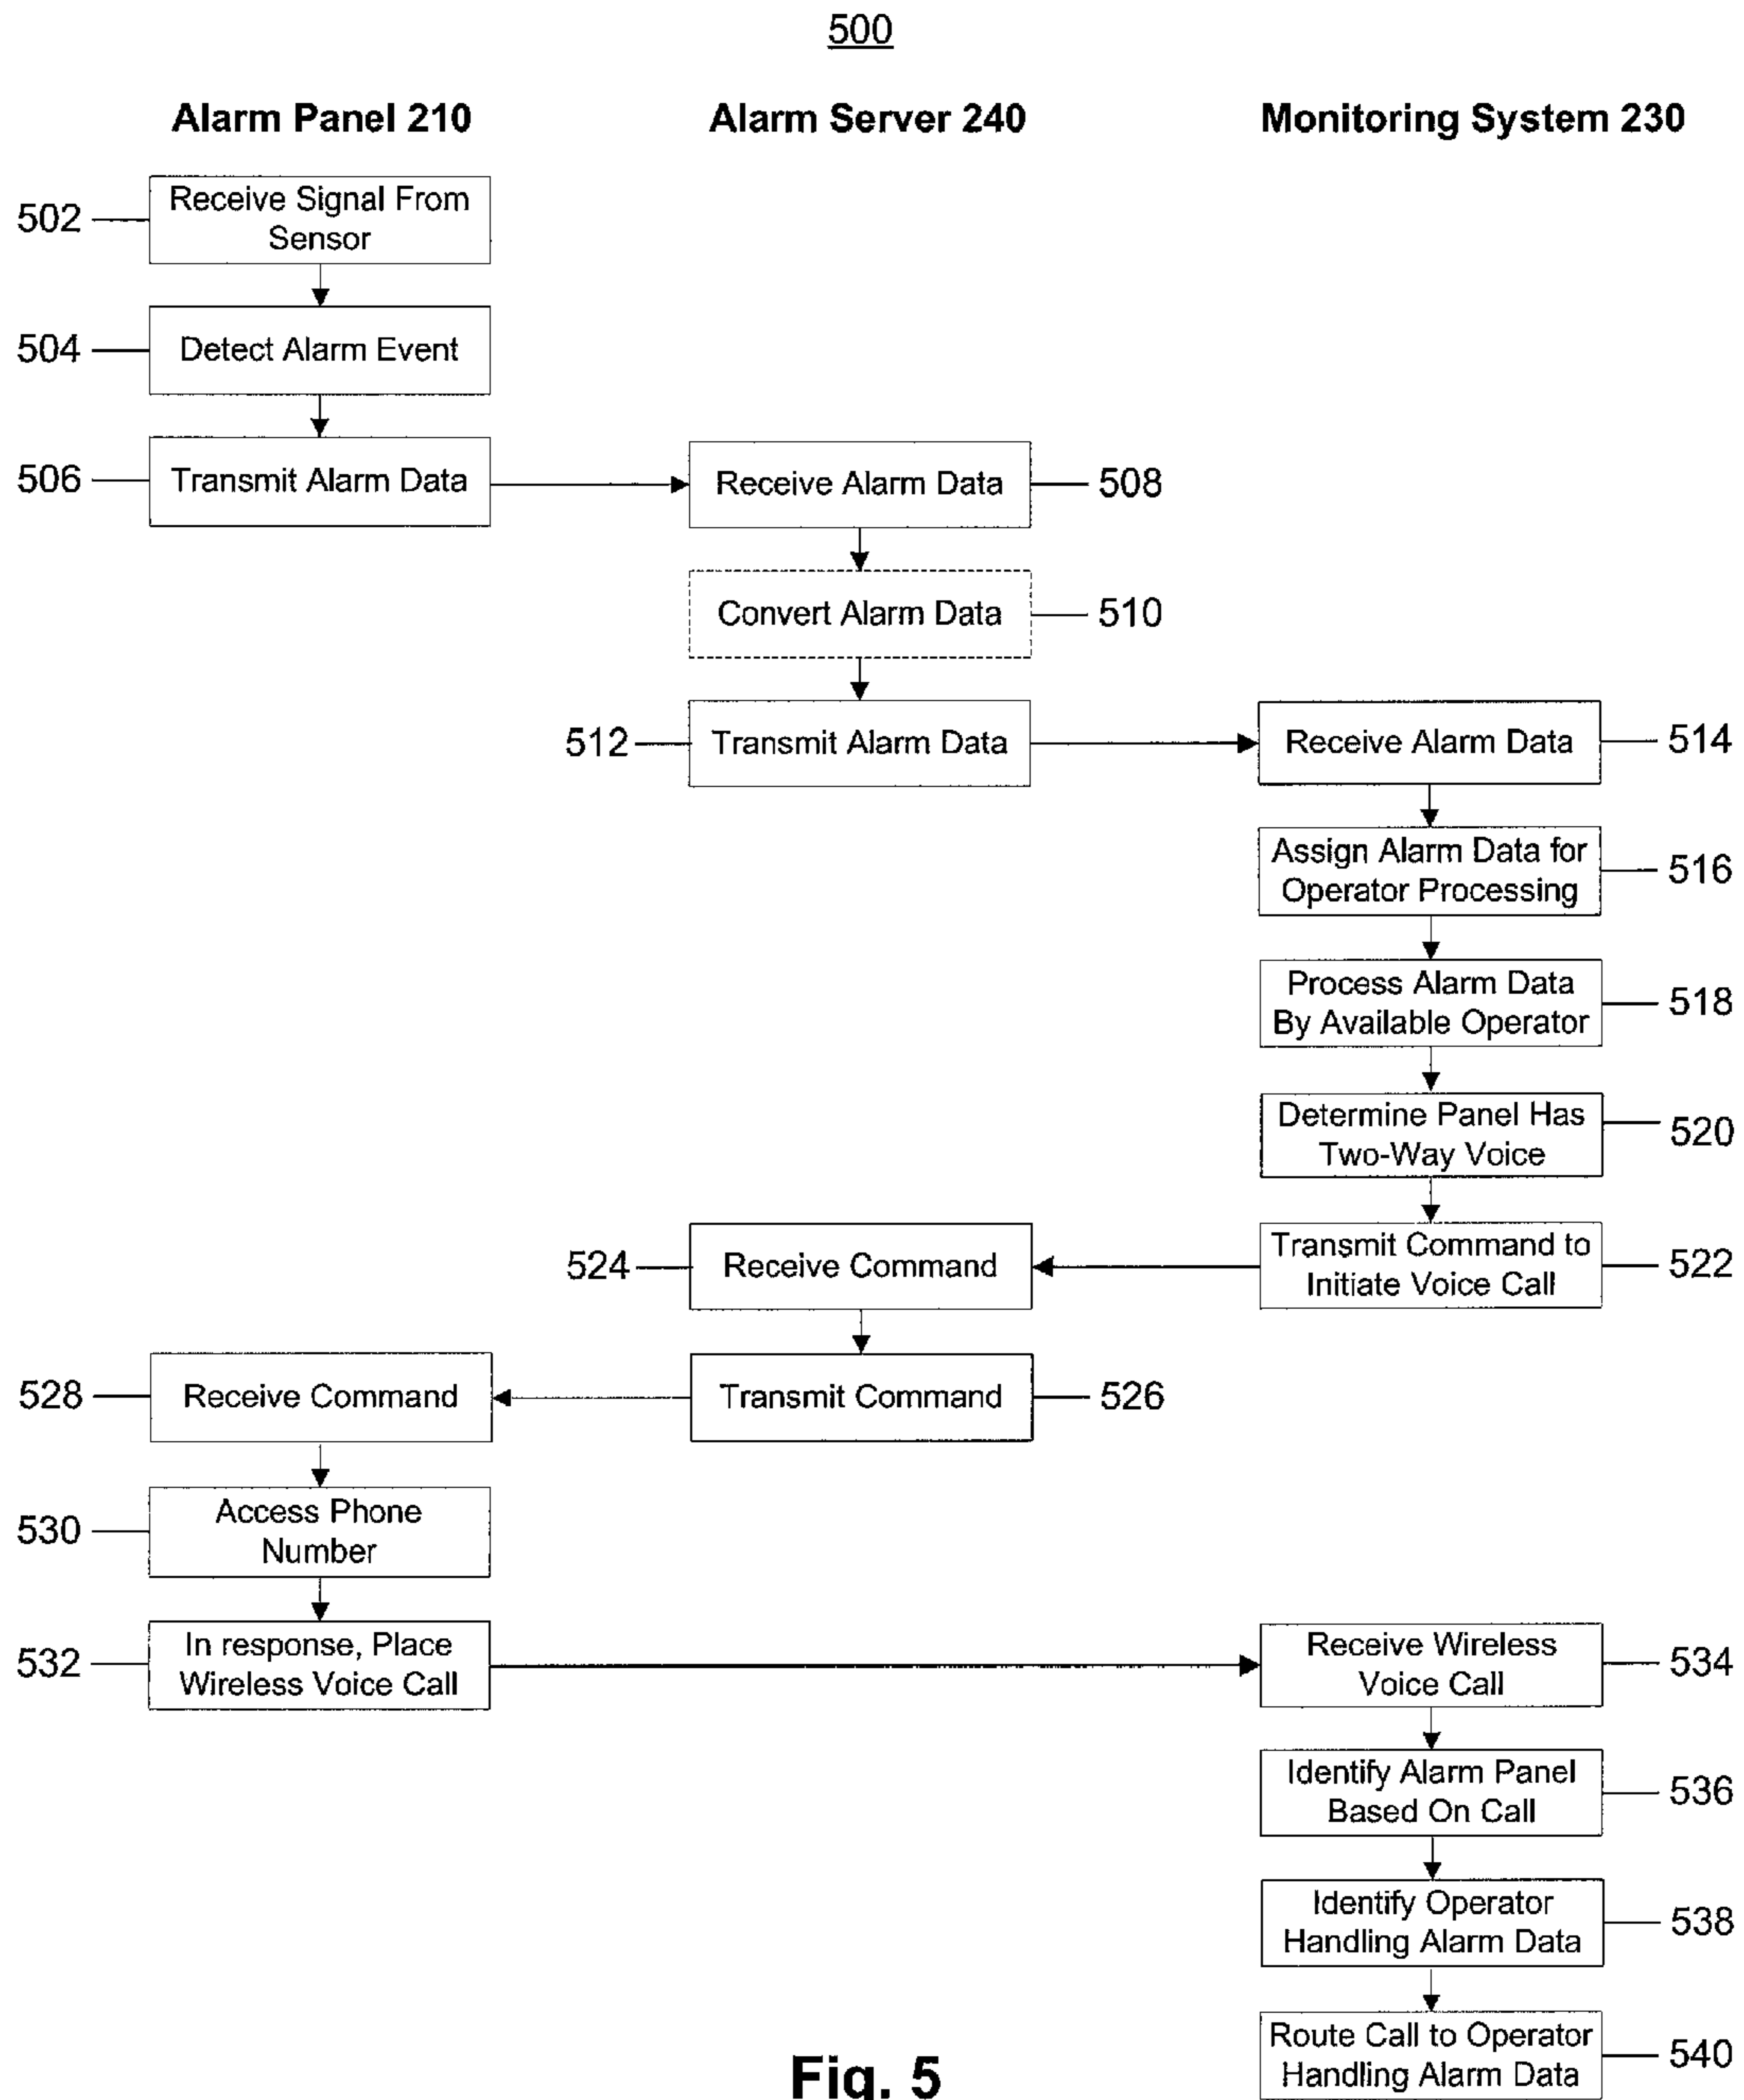 500
Alarm Panel 210
Alarm Server 240
Monitoring System 230
502
Receive Signal From
Sensor
504
Detect Alarm Event
506
Transmit Alarm Data
Receive Alarm Data
508
Convert Alarm Data
510
512
Transmit Alarm Data
Receive Alarm Data
514
Assign Alarm Data for
Operator Processing
516
Process Alarm Data
By Available Operator
518
Determine Panel Has
Two-Way Voice
520
Transmit Command to
Initiate Voice Call
522
524
Receive Command
Transmit Command
526
528
Receive Command
530
Access Phone
Number
532
In response, Place
Wireless Voice Call
Receive Wireless
Voice Call
534
Identify Alarm Panel
Based On Call
536
Identify Operator
Handling Alarm Data
538
Route Call to Operator
Handling Alarm Data
540
Fig. 5